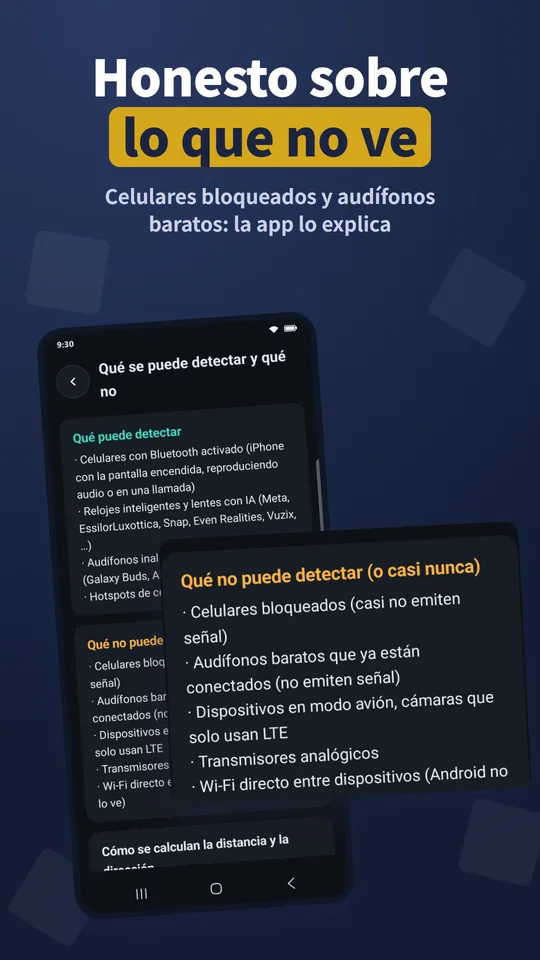 Honesto sobre
lo que no ve
Celulares bloqueados y audífonos
baratos: la app lo explica
9:30
Qué se puede detectar y qué
no
Qué puede detectar
· Celulares con Bluetooth activado (iPhone
con la pantalla encendida, reproduciendo
audio o en una llamada)
· Relojes inteligentes y lentes con IA (Meta,
EssilorLuxottica, Snap, Even Realities, Vuzix,
…)
· Audífonos
(Galaxy Buds,
· Hotspots de
Qué no puede
· Celulares
señal)
· Audífonos
conectados
· Dispositivos
solo usan LTE
· Transmisores
· Wi-Fi directo
lo ve)
Cómo se calculan la distancia y la
dirección
Qué no puede detectar (o casi nunca)
· Celulares bloqueados (casi no emiten
señal)
· Audífonos baratos que ya están
conectados (no emiten señal)
· Dispositivos en modo avión, cámaras que
solo usan LTE
· Transmisores analógicos
· Wi-Fi directo entre dispositivos (Android no